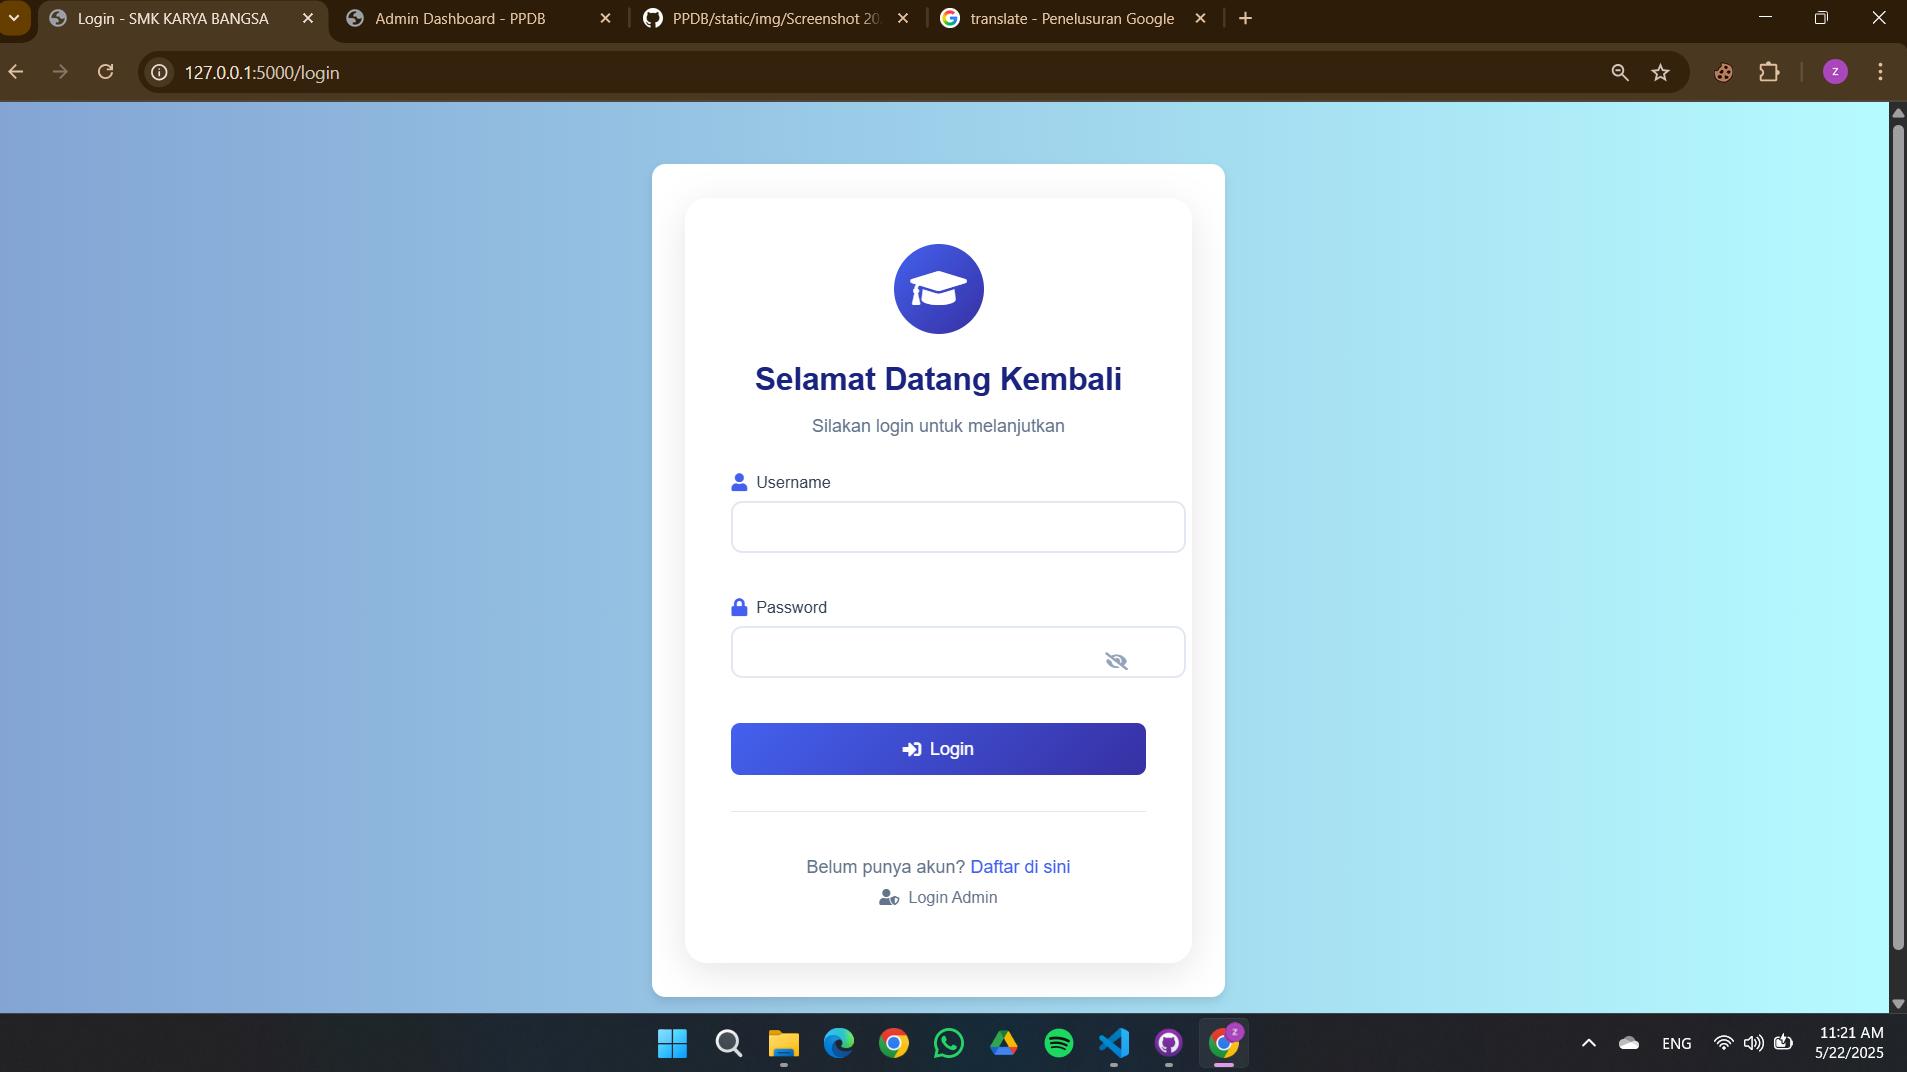 Login - SMK KARYA BANGSA
Admin Dashboard - PPDB
PPDB/static/img/Screenshot 20
translate - Penelusuran Google
127.0.0.1:5000/login
z
Selamat Datang Kembali
Silakan login untuk melanjutkan
Username
Password
Login
Belum punya akun? Daftar di sini
Login Admin
z
ENG
11:21 AM
5/22/2025